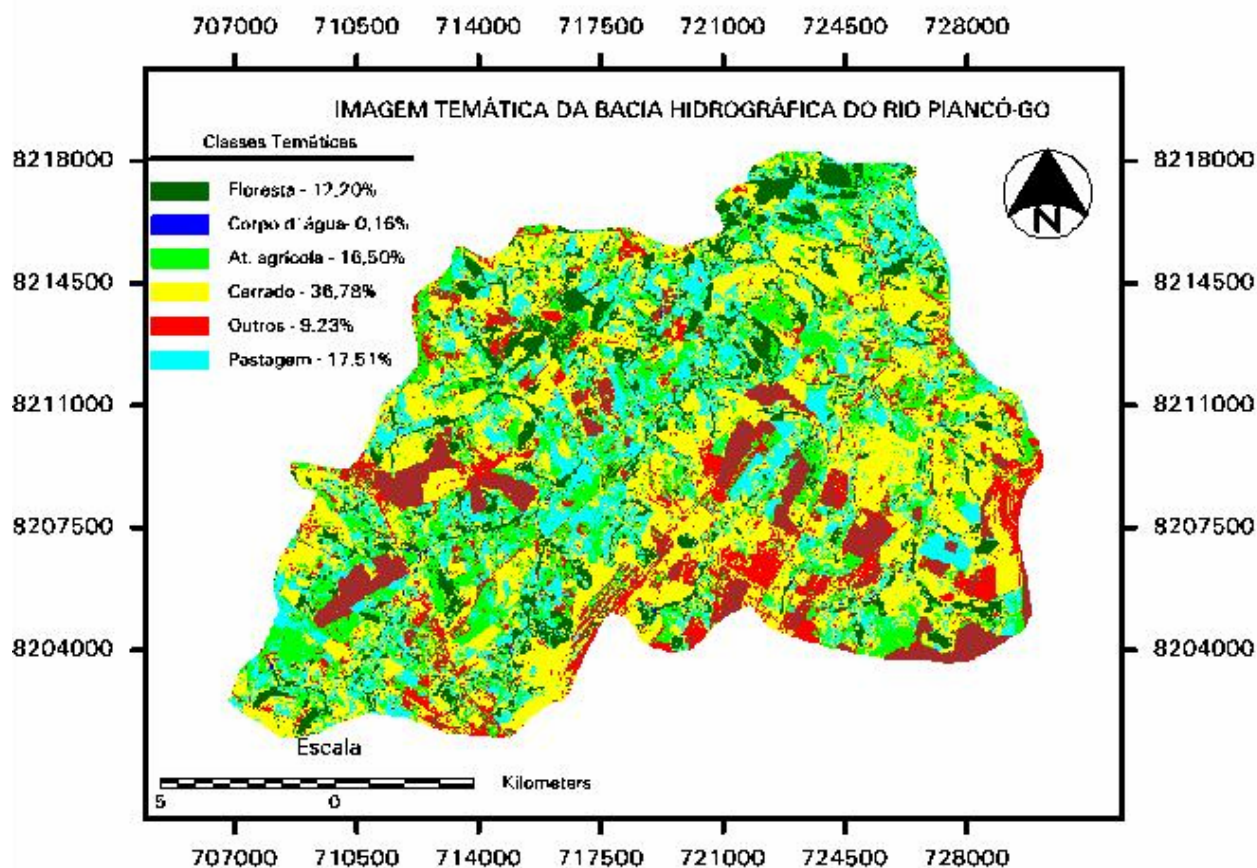 707000 710500 714000 717500 721000 724500 728000
IMAGEM TEMÁTICA DA BACIA HIDROGRÁFICA DO RIO PIANCÓ-GO
Classes Temáticas
8218000 8218000
Floresta - 12,20%
Corpo d´água- 0,16%
At. agrícola - 16,50%
N
8214500 8214500
Cerrado - 36,78%
Outros - 9.23%
Pastagem - 17.51%
8211000 8211000
8207500 8207500
8204000 8204000
Escala
Kilometers
5 0
707000 710500 714000 717500 721000 724500 728000